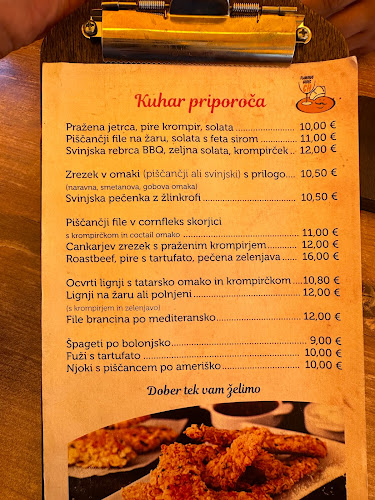 Kuhar priporoča
Pražena jetrca, pire krompir, solata ........................ 10,00 €
Piščančji file na žaru, solata s feta sirom ............... 11,00 €
Svinjska rebrca BBQ, zeljna solata, krompirček .. 12,00 €
Zrezek v omaki (piščančji ali svinjski) s prilogo.... 10,50 €
(naravna, smetanova, gobova omaka)
Svinjska pečenka z žlinkrofi ................................ 10,50 €
Piščančji file v cornfleks skorjici
s krompirčkom in coctail omako ................................ 11,00 €
Cankarjev zrezek s praženim krompirjem ............ 12,00 €
Roastbeef, pire s tartufato, pečena zelenjava ...... 16,00 €
Ocvrti lignji s tatarsko omako in krompirčkom .... 10,80 €
Lignji na žaru ali polnjeni .................................... 12,00 €
(s krompirjem in zelenjavo)
File brancina po mediteransko ............................ 12,00 €
Špageti po bolonjsko .......................................... 9,00 €
Fuži s tartufato .................................................. 10,00 €
Njoki s piščancem po ameriško ............................ 10,00 €
Dober tek vam želimo